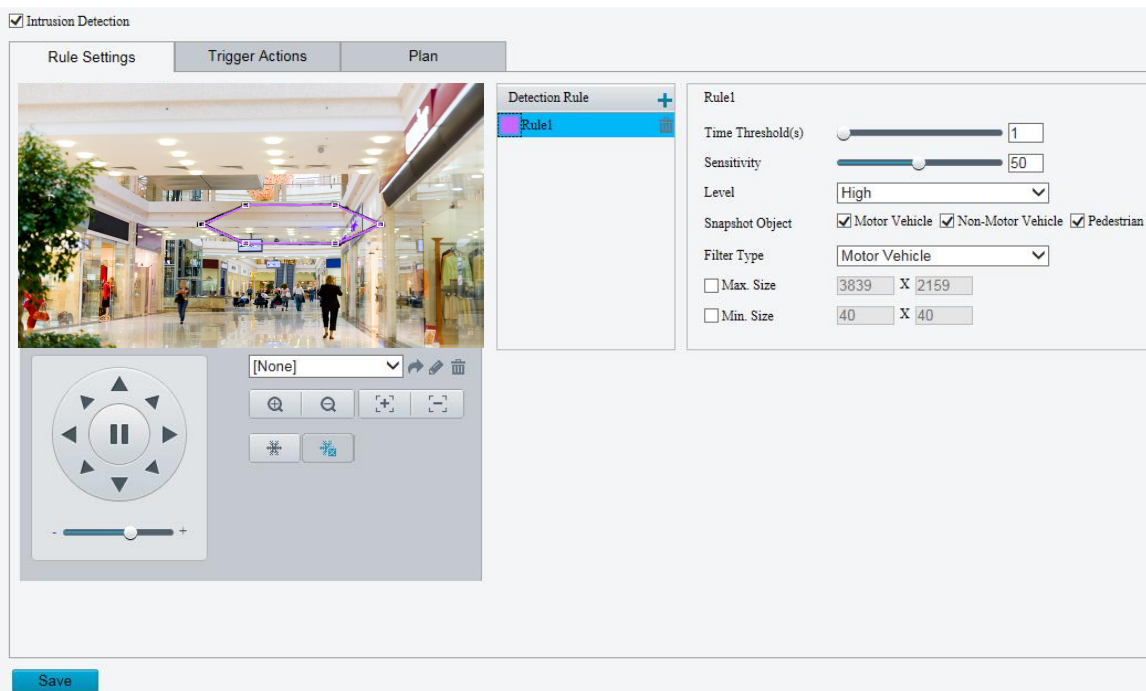 Intrusion Detection
Rule Settings Trigger Actions Plan
Detection Rule +
Rule1
Rule1
Time Threshold(s) 1
Sensitivity 50
Level High
Snapshot Object Motor Vehicle Non-Motor Vehicle Pedestrian
Filter Type Motor Vehicle
Max. Size 3839 X 2159
Min. Size 40 X 40
[None]
- +
Save